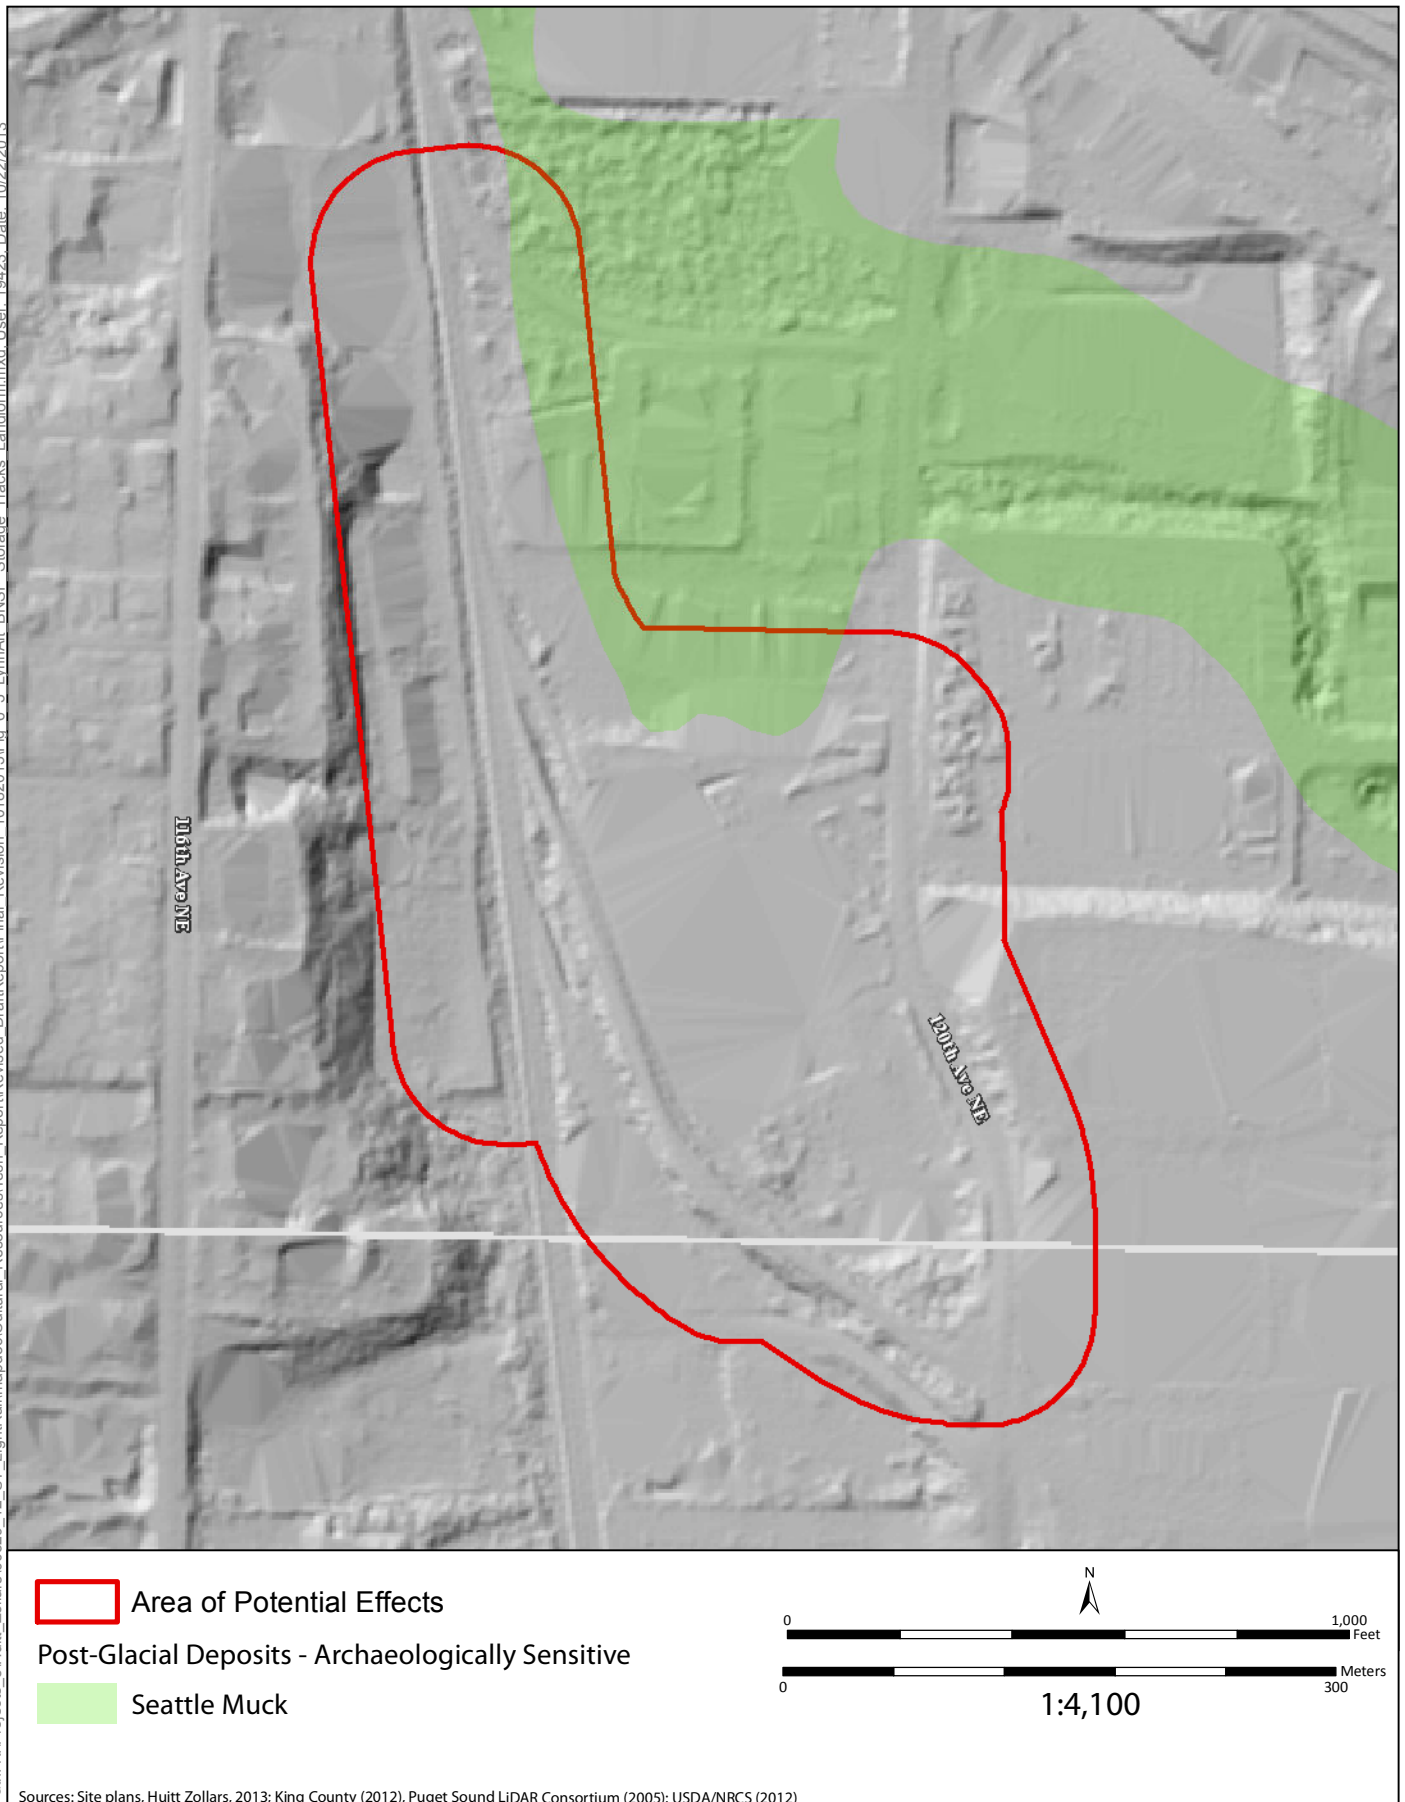 116th Ave NE
120th Ave NE
Area of Potential Effects
Post-Glacial Deposits - Archaeologically Sensitive
Seattle Muck
N
0
1,000
Feet
Meters
0
300
1:4,100
Sources: Site plans, Huitt Zollars, 2013; King County (2012), Puget Sound LiDAR Consortium (2005); USDA/NRCS (2012)